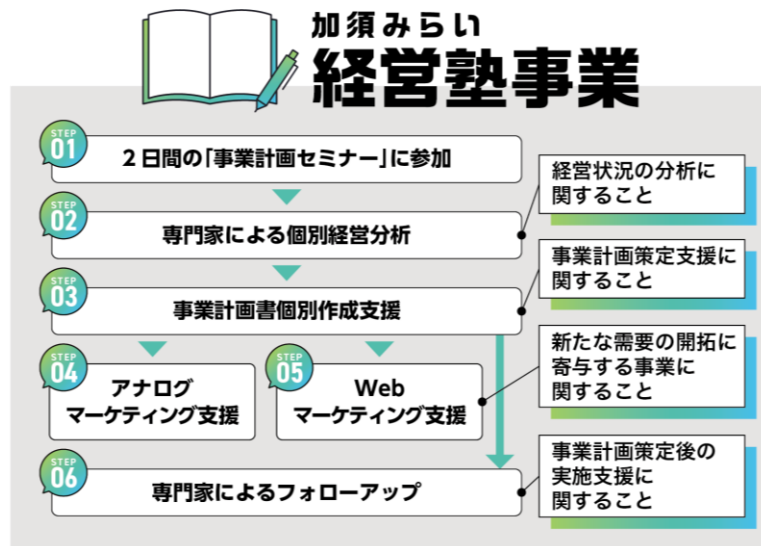 加須みらい
経営塾事業
STEP
01
2日間の「事業計画セミナー」に参加
STEP
02
専門家による個別経営分析
経営状況の分析に
関すること
STEP
03
事業計画書個別作成支援
事業計画策定支援に
関すること
STEP
04
アナログ
マーケティング支援
STEP
05
Web
マーケティング支援
新たな需要の開拓に
寄与する事業に
関すること
STEP
06
専門家によるフォローアップ
事業計画策定後の
実施支援に
関すること